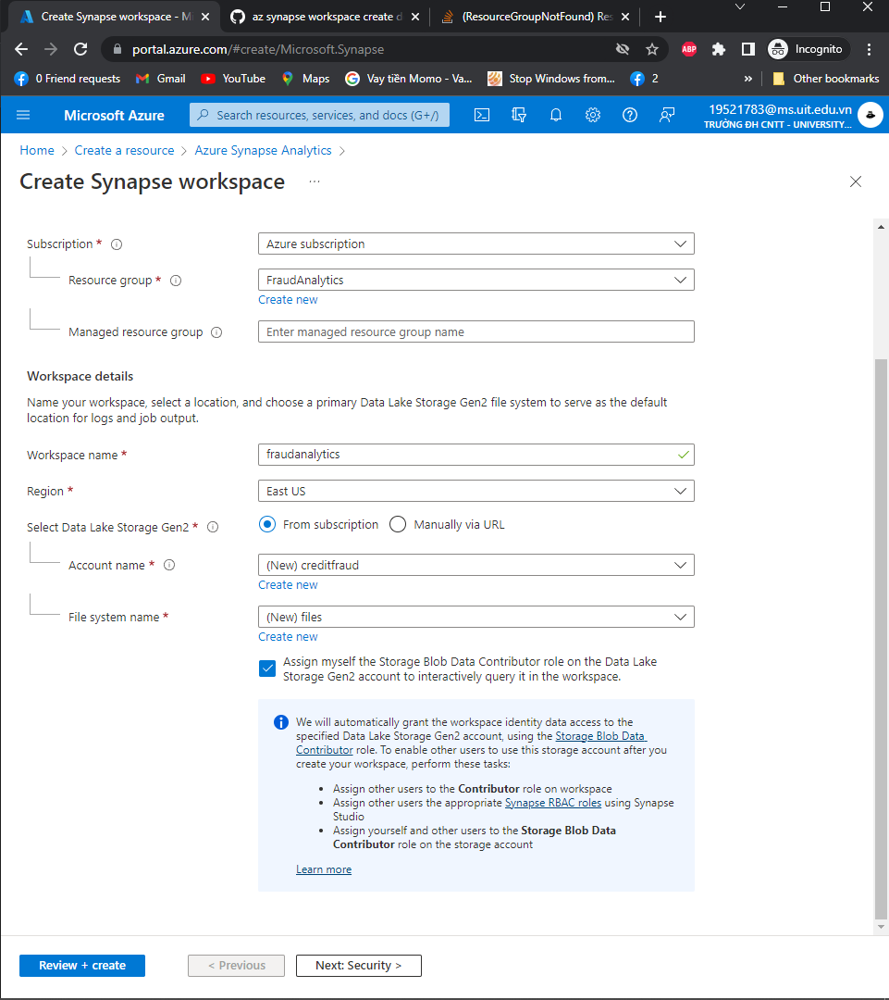 Create Synapse workspace - Mi
az synapse workspace create d
(ResourceGroupNotFound) Res
portal.azure.com/#create/Microsoft.Synapse
ABP
Incognito
0 Friend requests
Gmail
YouTube
Maps
Vay tiền Momo - Va...
Stop Windows from...
2
»
Other bookmarks
Microsoft Azure
Search resources, services, and docs (G+/)
19521783@ms.uit.edu.vn
TRƯỜNG ĐH CNTT - UNIVERSITY...
Home > Create a resource > Azure Synapse Analytics >
Create Synapse workspace ...
Subscription *
Azure subscription
Resource group *
FraudAnalytics
Create new
Managed resource group
Enter managed resource group name
Workspace details
Name your workspace, select a location, and choose a primary Data Lake Storage Gen2 file system to serve as the default
location for logs and job output.
Workspace name *
fraudanalytics
Region *
East US
Select Data Lake Storage Gen2 *
From subscription
Manually via URL
Account name *
(New) creditfraud
Create new
File system name *
(New) files
Create new
Assign myself the Storage Blob Data Contributor role on the Data Lake
Storage Gen2 account to interactively query it in the workspace.
We will automatically grant the workspace identity data access to the
specified Data Lake Storage Gen2 account, using the Storage Blob Data
Contributor role. To enable other users to use this storage account after you
create your workspace, perform these tasks:
• Assign other users to the Contributor role on workspace
• Assign other users the appropriate Synapse RBAC roles using Synapse
Studio
• Assign yourself and other users to the Storage Blob Data
Contributor role on the storage account
Learn more
Review + create
< Previous
Next: Security >